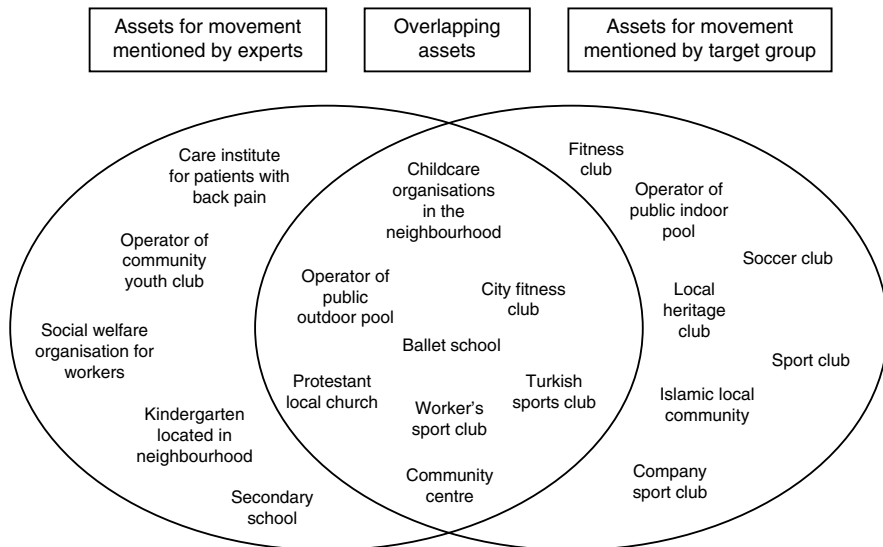 Assets for movement
mentioned by experts
Overlapping
assets
Assets for movement
mentioned by target group
Care institute
for patients with
back pain
Operator of
community
youth club
Social welfare
organisation for
workers
Kindergarten
located in
neighbourhood
Secondary
school
Childcare
organisations
in the
neighbourhood
Operator of
public
outdoor pool
City fitness
club
Ballet school
Protestant
local church
Turkish
sports club
Worker's
sport club
Community
centre
Fitness
club
Operator of
public indoor
pool
Soccer club
Local
heritage
club
Sport club
Islamic local
community
Company
sport club